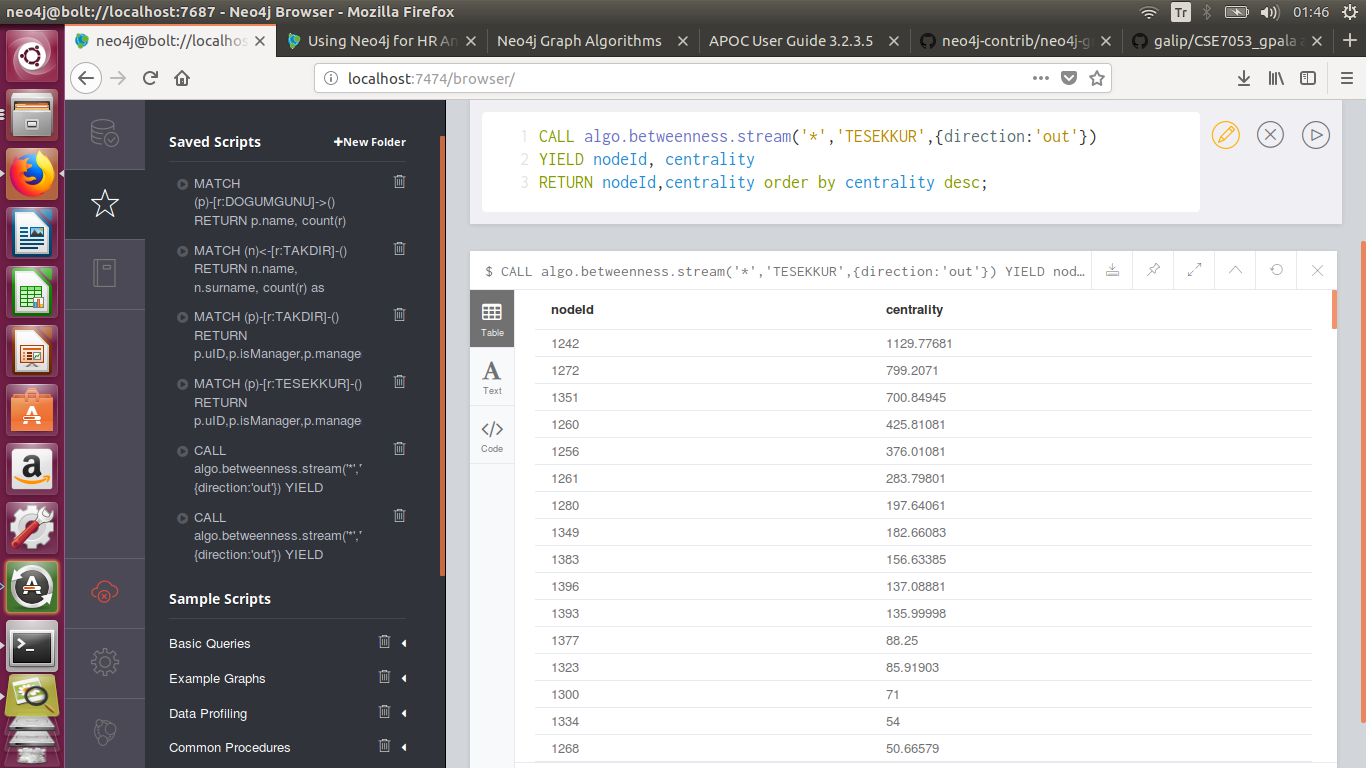 neo4j@bolt://localhost:7687 - Neo4j Browser - Mozilla Firefox
Tr
01:46
neo4j@bolt://localhos
Using Neo4j for HR An
Neo4j Graph Algorithms
APOC User Guide 3.2.3.5
neo4j-contrib/neo4j-g
galip/CSE7053_gpala
localhost:7474/browser/
Saved Scripts
+New Folder
MATCH
(p)-[r:DOGUMGUNU]->()
RETURN p.name, count(r)
MATCH (n)<-[r:TAKDIR]-()
RETURN n.name,
n.surname, count(r) as
MATCH (p)-[r:TAKDIR]-()
RETURN
p.uID,p.isManager,p.manage
MATCH (p)-[r:TESEKKUR]-()
RETURN
p.uID,p.isManager,p.manage
CALL
algo.betweenness.stream('*','
{direction:'out'}) YIELD
CALL
algo.betweenness.stream('*','
{direction:'out'}) YIELD
Sample Scripts
Basic Queries
Example Graphs
Data Profiling
Common Procedures
1 CALL algo.betweenness.stream('*','TESEKKUR',{direction:'out'})
2 YIELD nodeId, centrality
3 RETURN nodeId,centrality order by centrality desc;
$ CALL algo.betweenness.stream('*','TESEKKUR',{direction:'out'}) YIELD nod…
Table
A
Text
</>
Code
nodeId centrality
1242 1129.77681
1272 799.2071
1351 700.84945
1260 425.81081
1256 376.01081
1261 283.79801
1280 197.64061
1349 182.66083
1383 156.63385
1396 137.08881
1393 135.99998
1377 88.25
1323 85.91903
1300 71
1334 54
1268 50.66579